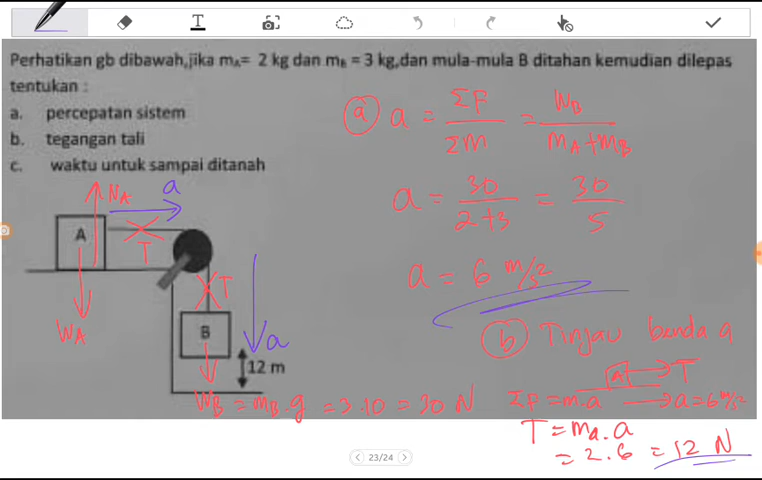 T
Perhatikan gb dibawah,jika mA= 2 kg dan mB = 3 kg,dan mula-mula B ditahan kemudian dilepas
tentukan :
a. percepatan sistem
b. tegangan tali
c. waktu untuk sampai ditanah
a a = ΣF / Σm = WB / mA+mB
a = 30 / 2+3 = 30 / 5
a = 6 m/s²
NA
a
A
T
WA
T
B
a
12 m
WB = mB.g = 3.10 = 30 N
b Tinjau benda A
A T
ΣF = m.a a=6 m/s²
T = mA.a
= 2.6 = 12 N
< 23/24 >